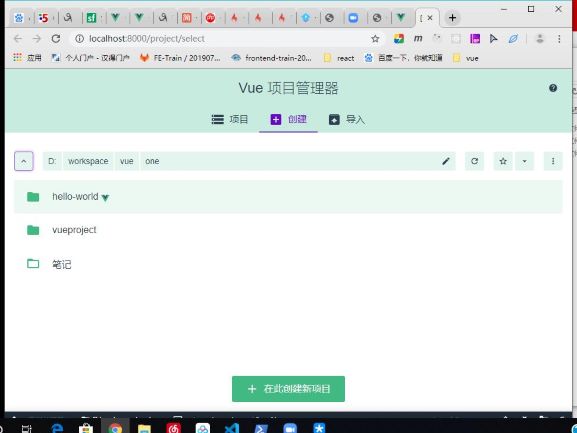 localhost:8000/project/select
应用 个人门户 - 汉得门户 FE-Train / 201907... frontend-train-20... react 百度一下，你就知道 vue
Vue 项目管理器
项目 创建 导入
D: workspace vue one
hello-world
vueproject
笔记
+ 在此创建新项目